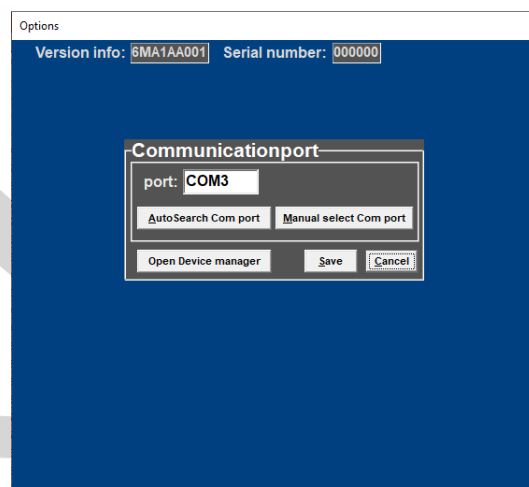 Options
Version info: 6MA1AA001 Serial number: 000000
Communicationport
port: COM3
AutoSearch Com port Manual select Com port
Open Device manager Save Cancel